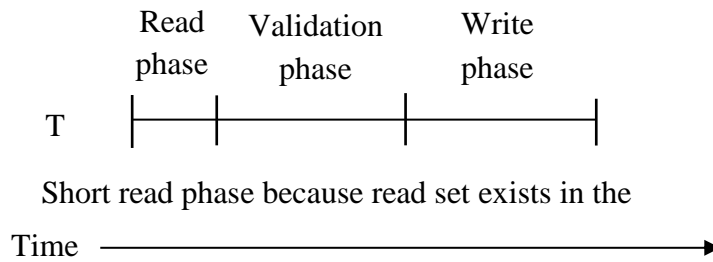 Read phase
Validation phase
Write phase
T
Short read phase because read set exists in the
Time